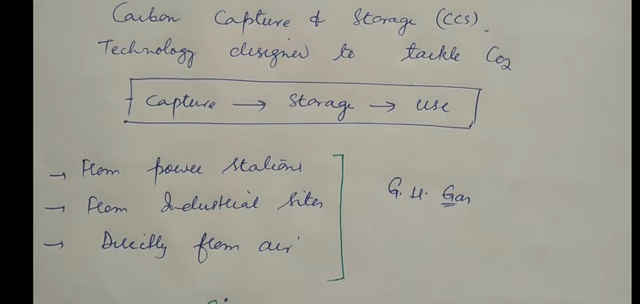 Carbon Capture & Storage (CCS).
Technology designed to tackle CO2
Capture → Storage → use
→ From power stations
→ From Industrial Sites
→ Directly from air
G. H. Gas